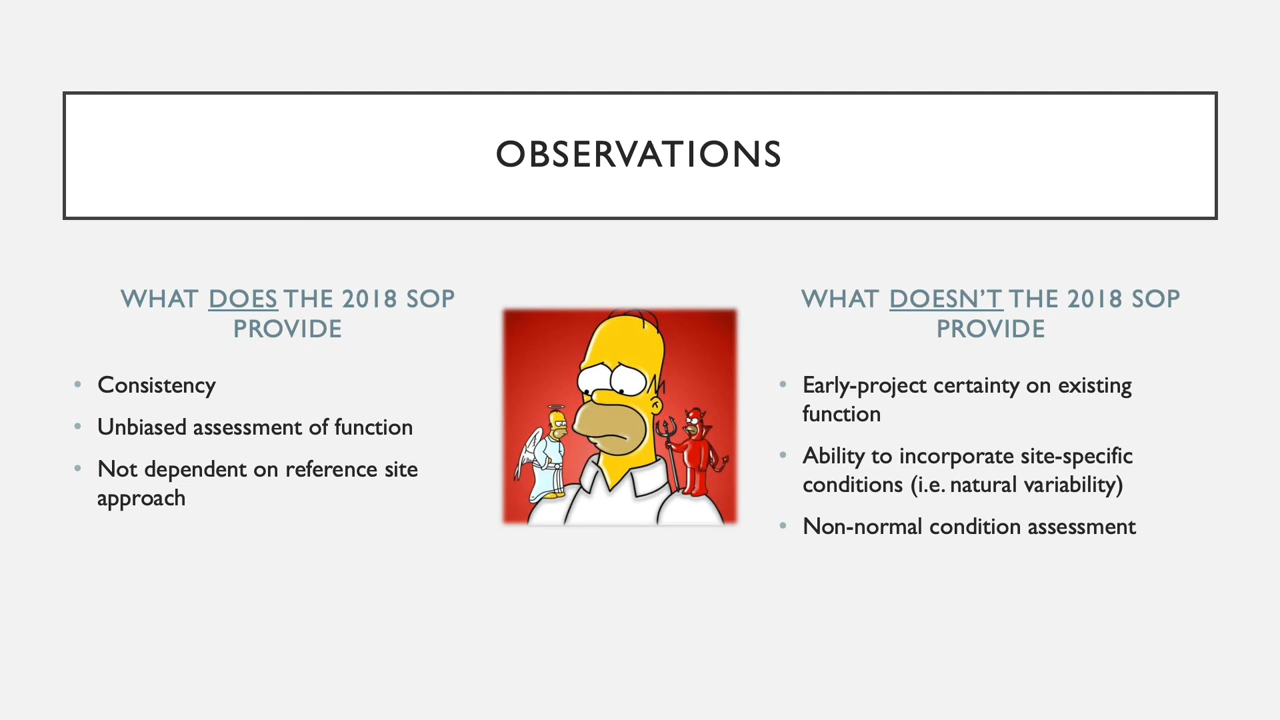 OBSERVATIONS
WHAT DOES THE 2018 SOP
PROVIDE
• Consistency
• Unbiased assessment of function
• Not dependent on reference site
approach
WHAT DOESN'T THE 2018 SOP
PROVIDE
• Early-project certainty on existing
function
• Ability to incorporate site-specific
conditions (i.e. natural variability)
• Non-normal condition assessment